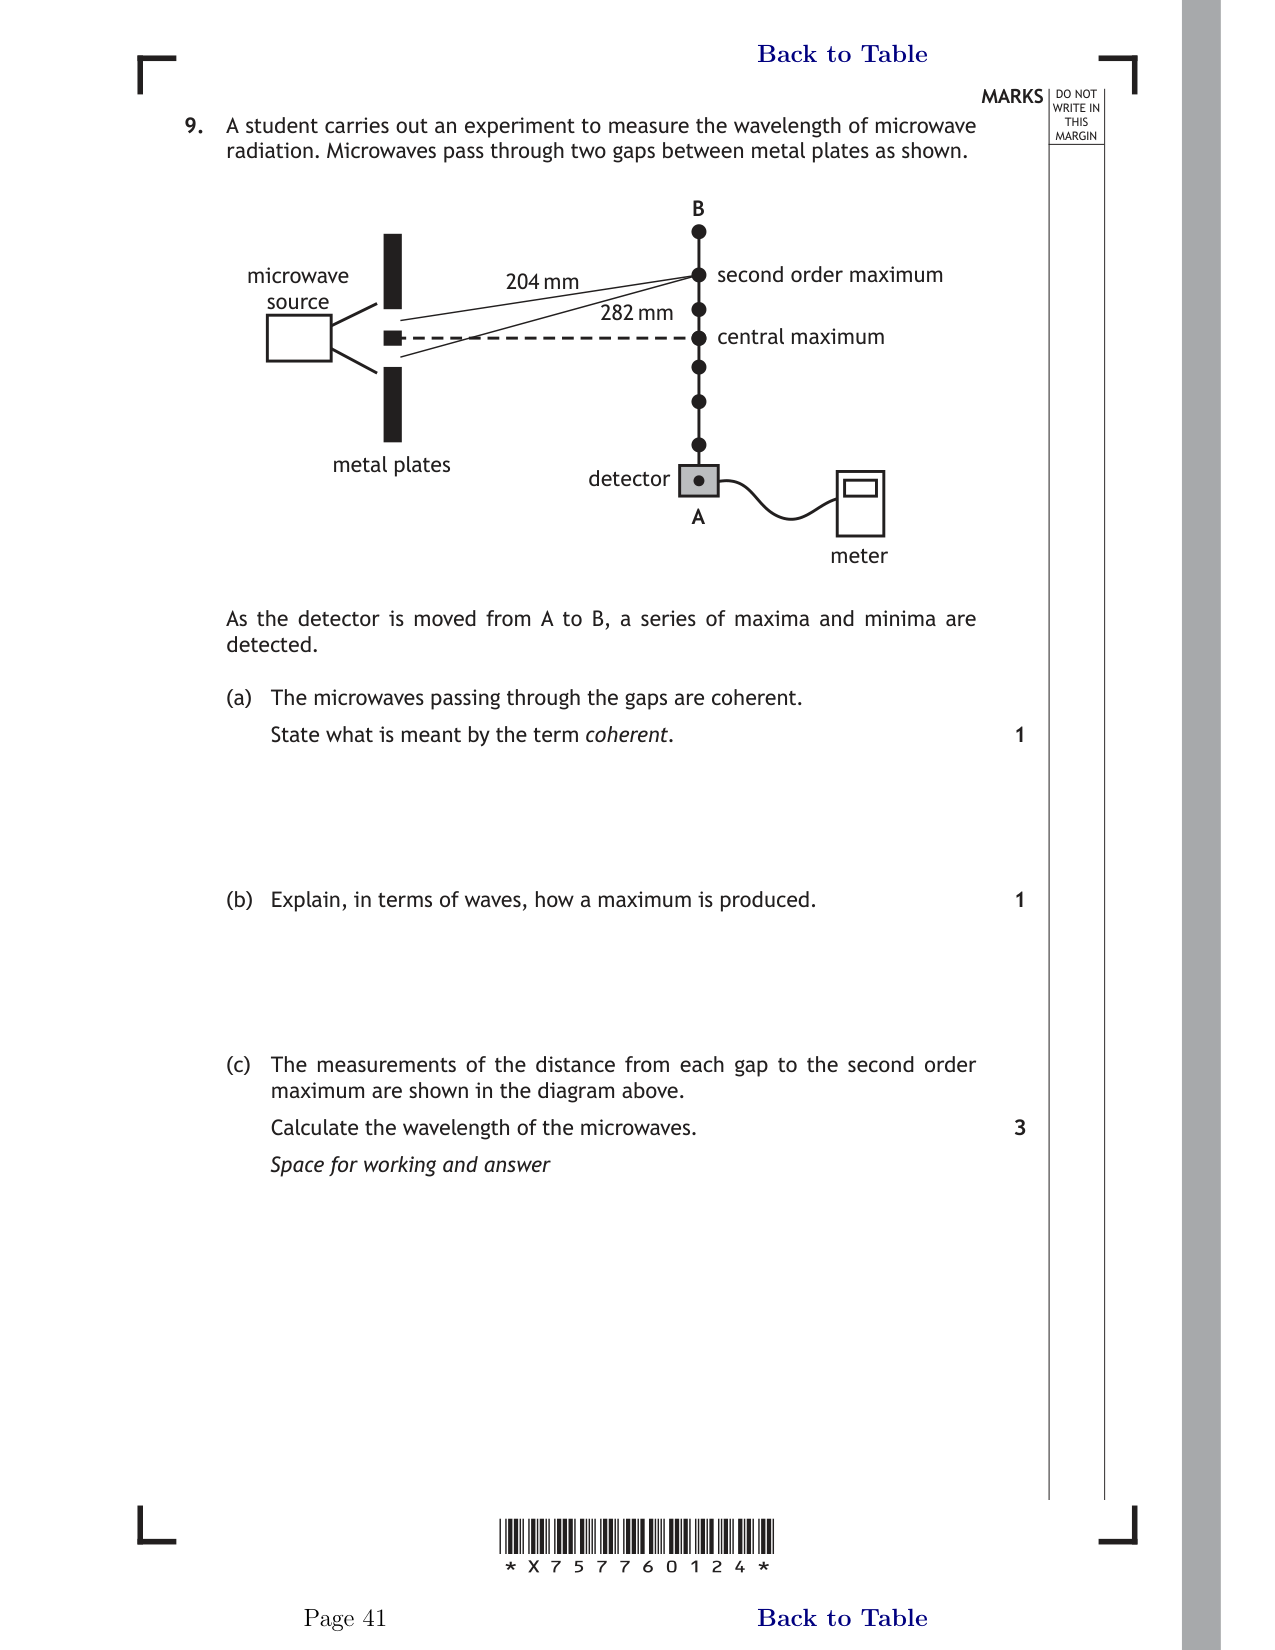 Back to Table
MARKS
DO NOT
WRITE IN
THIS
MARGIN
9. A student carries out an experiment to measure the wavelength of microwave
radiation. Microwaves pass through two gaps between metal plates as shown.
B
microwave
source
204 mm
second order maximum
282 mm
central maximum
metal plates
detector
A
meter
As the detector is moved from A to B, a series of maxima and minima are
detected.
(a) The microwaves passing through the gaps are coherent.
State what is meant by the term coherent. 1
(b) Explain, in terms of waves, how a maximum is produced. 1
(c) The measurements of the distance from each gap to the second order
maximum are shown in the diagram above.
Calculate the wavelength of the microwaves. 3
Space for working and answer
* X 7 5 7 7 6 0 1 2 4 *
Page 41
Back to Table